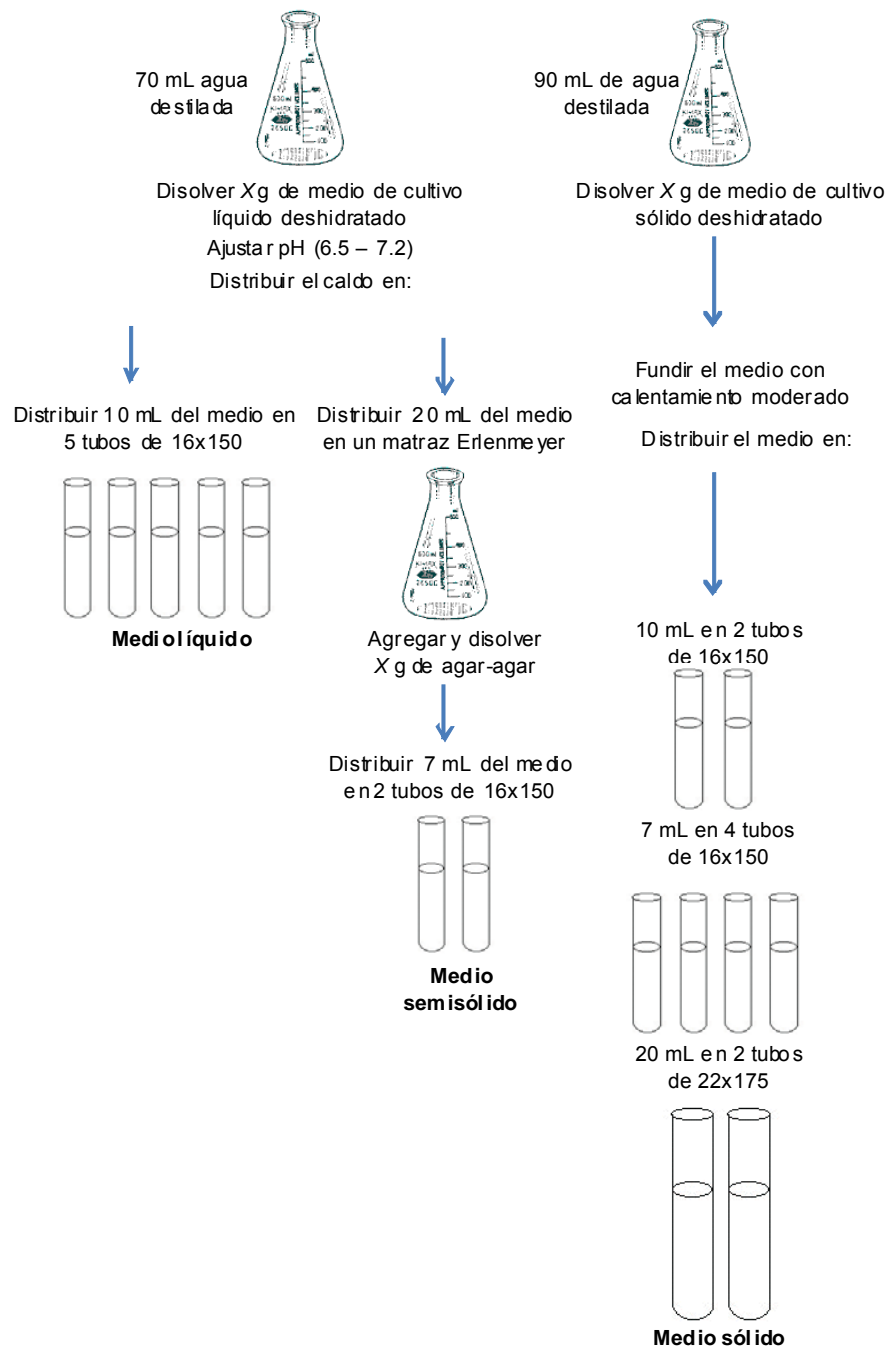 70 mL agua
destilada
90 mL de agua
destilada
Disolver X g de medio de cultivo
líquido deshidratado
Ajustar pH (6.5 – 7.2)
Distribuir el caldo en:
Disolver X g de medio de cultivo
sólido deshidratado
Fundir el medio con
calentamiento moderado
Distribuir el medio en:
Distribuir 10 mL del medio en
5 tubos de 16x150
Medio líquido
Distribuir 20 mL del medio
en un matraz Erlenmeyer
Agregar y disolver
X g de agar-agar
Distribuir 7 mL del medio
en 2 tubos de 16x150
Medio
semisólido
10 mL en 2 tubos
de 16x150
7 mL en 4 tubos
de 16x150
20 mL en 2 tubos
de 22x175
Medio sólido